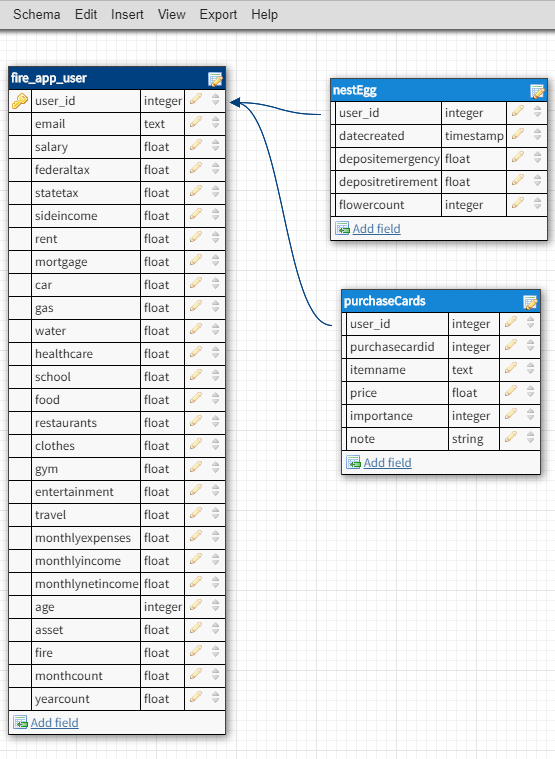 Schema Edit Insert View Export Help
fire_app_user
user_id integer
email text
salary float
federaltax float
statetax float
sideincome float
rent float
mortgage float
car float
gas float
water float
healthcare float
school float
food float
restaurants float
clothes float
gym float
entertainment float
travel float
monthlyexpenses float
monthlyincome float
monthlynetincome float
age integer
asset float
fire float
monthcount float
yearcount float
Add field
nestEgg
user_id integer
datecreated timestamp
depositemergency float
depositretirement float
flowercount integer
Add field
purchaseCards
user_id integer
purchasecardid integer
itemname text
price float
importance integer
note string
Add field